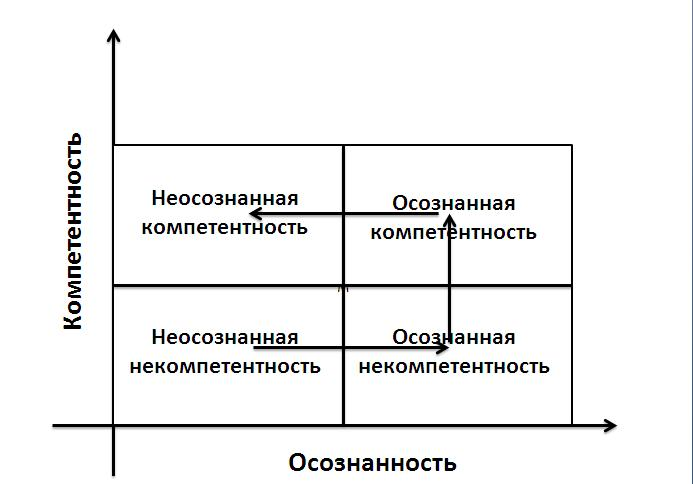 Компетентность
Неосознанная
компетентность
Осознанная
компетентность
Неосознанная
некомпетентность
Осознанная
некомпетентность
Осознанность